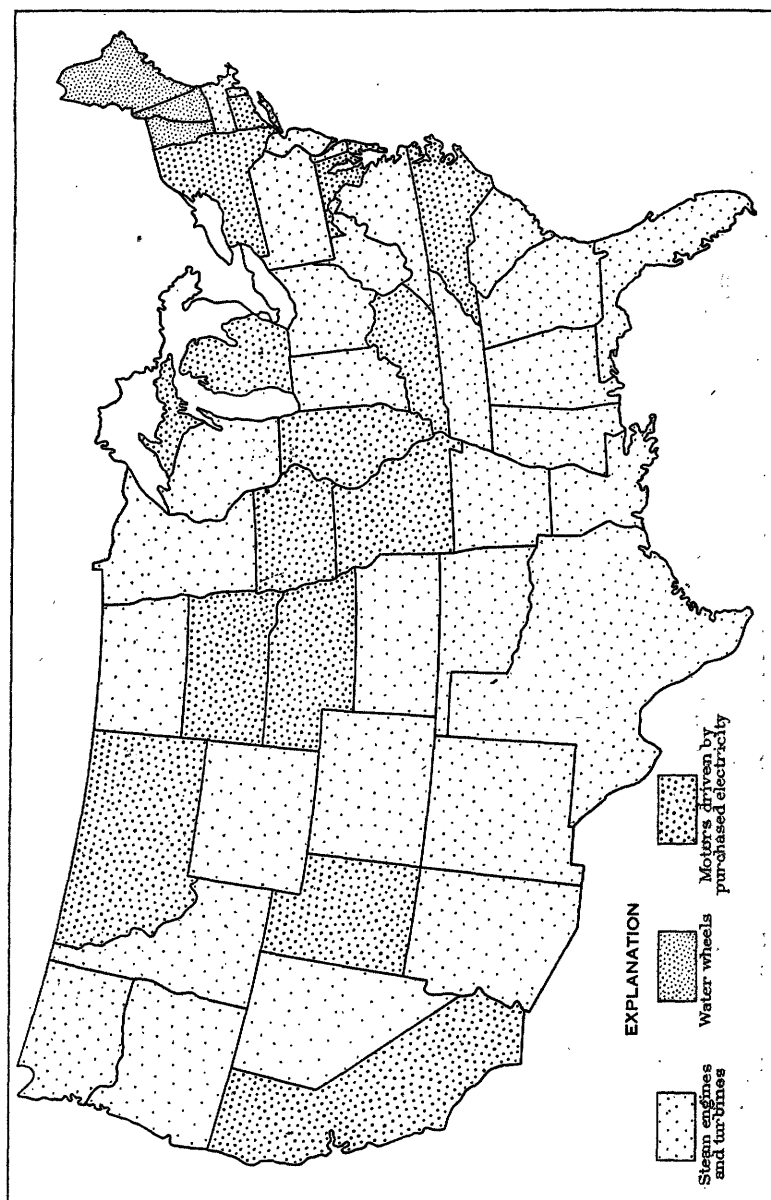 EXPLANATION
Steam engines
and turbines
Water wheels
Motors driven by
purchased electricity